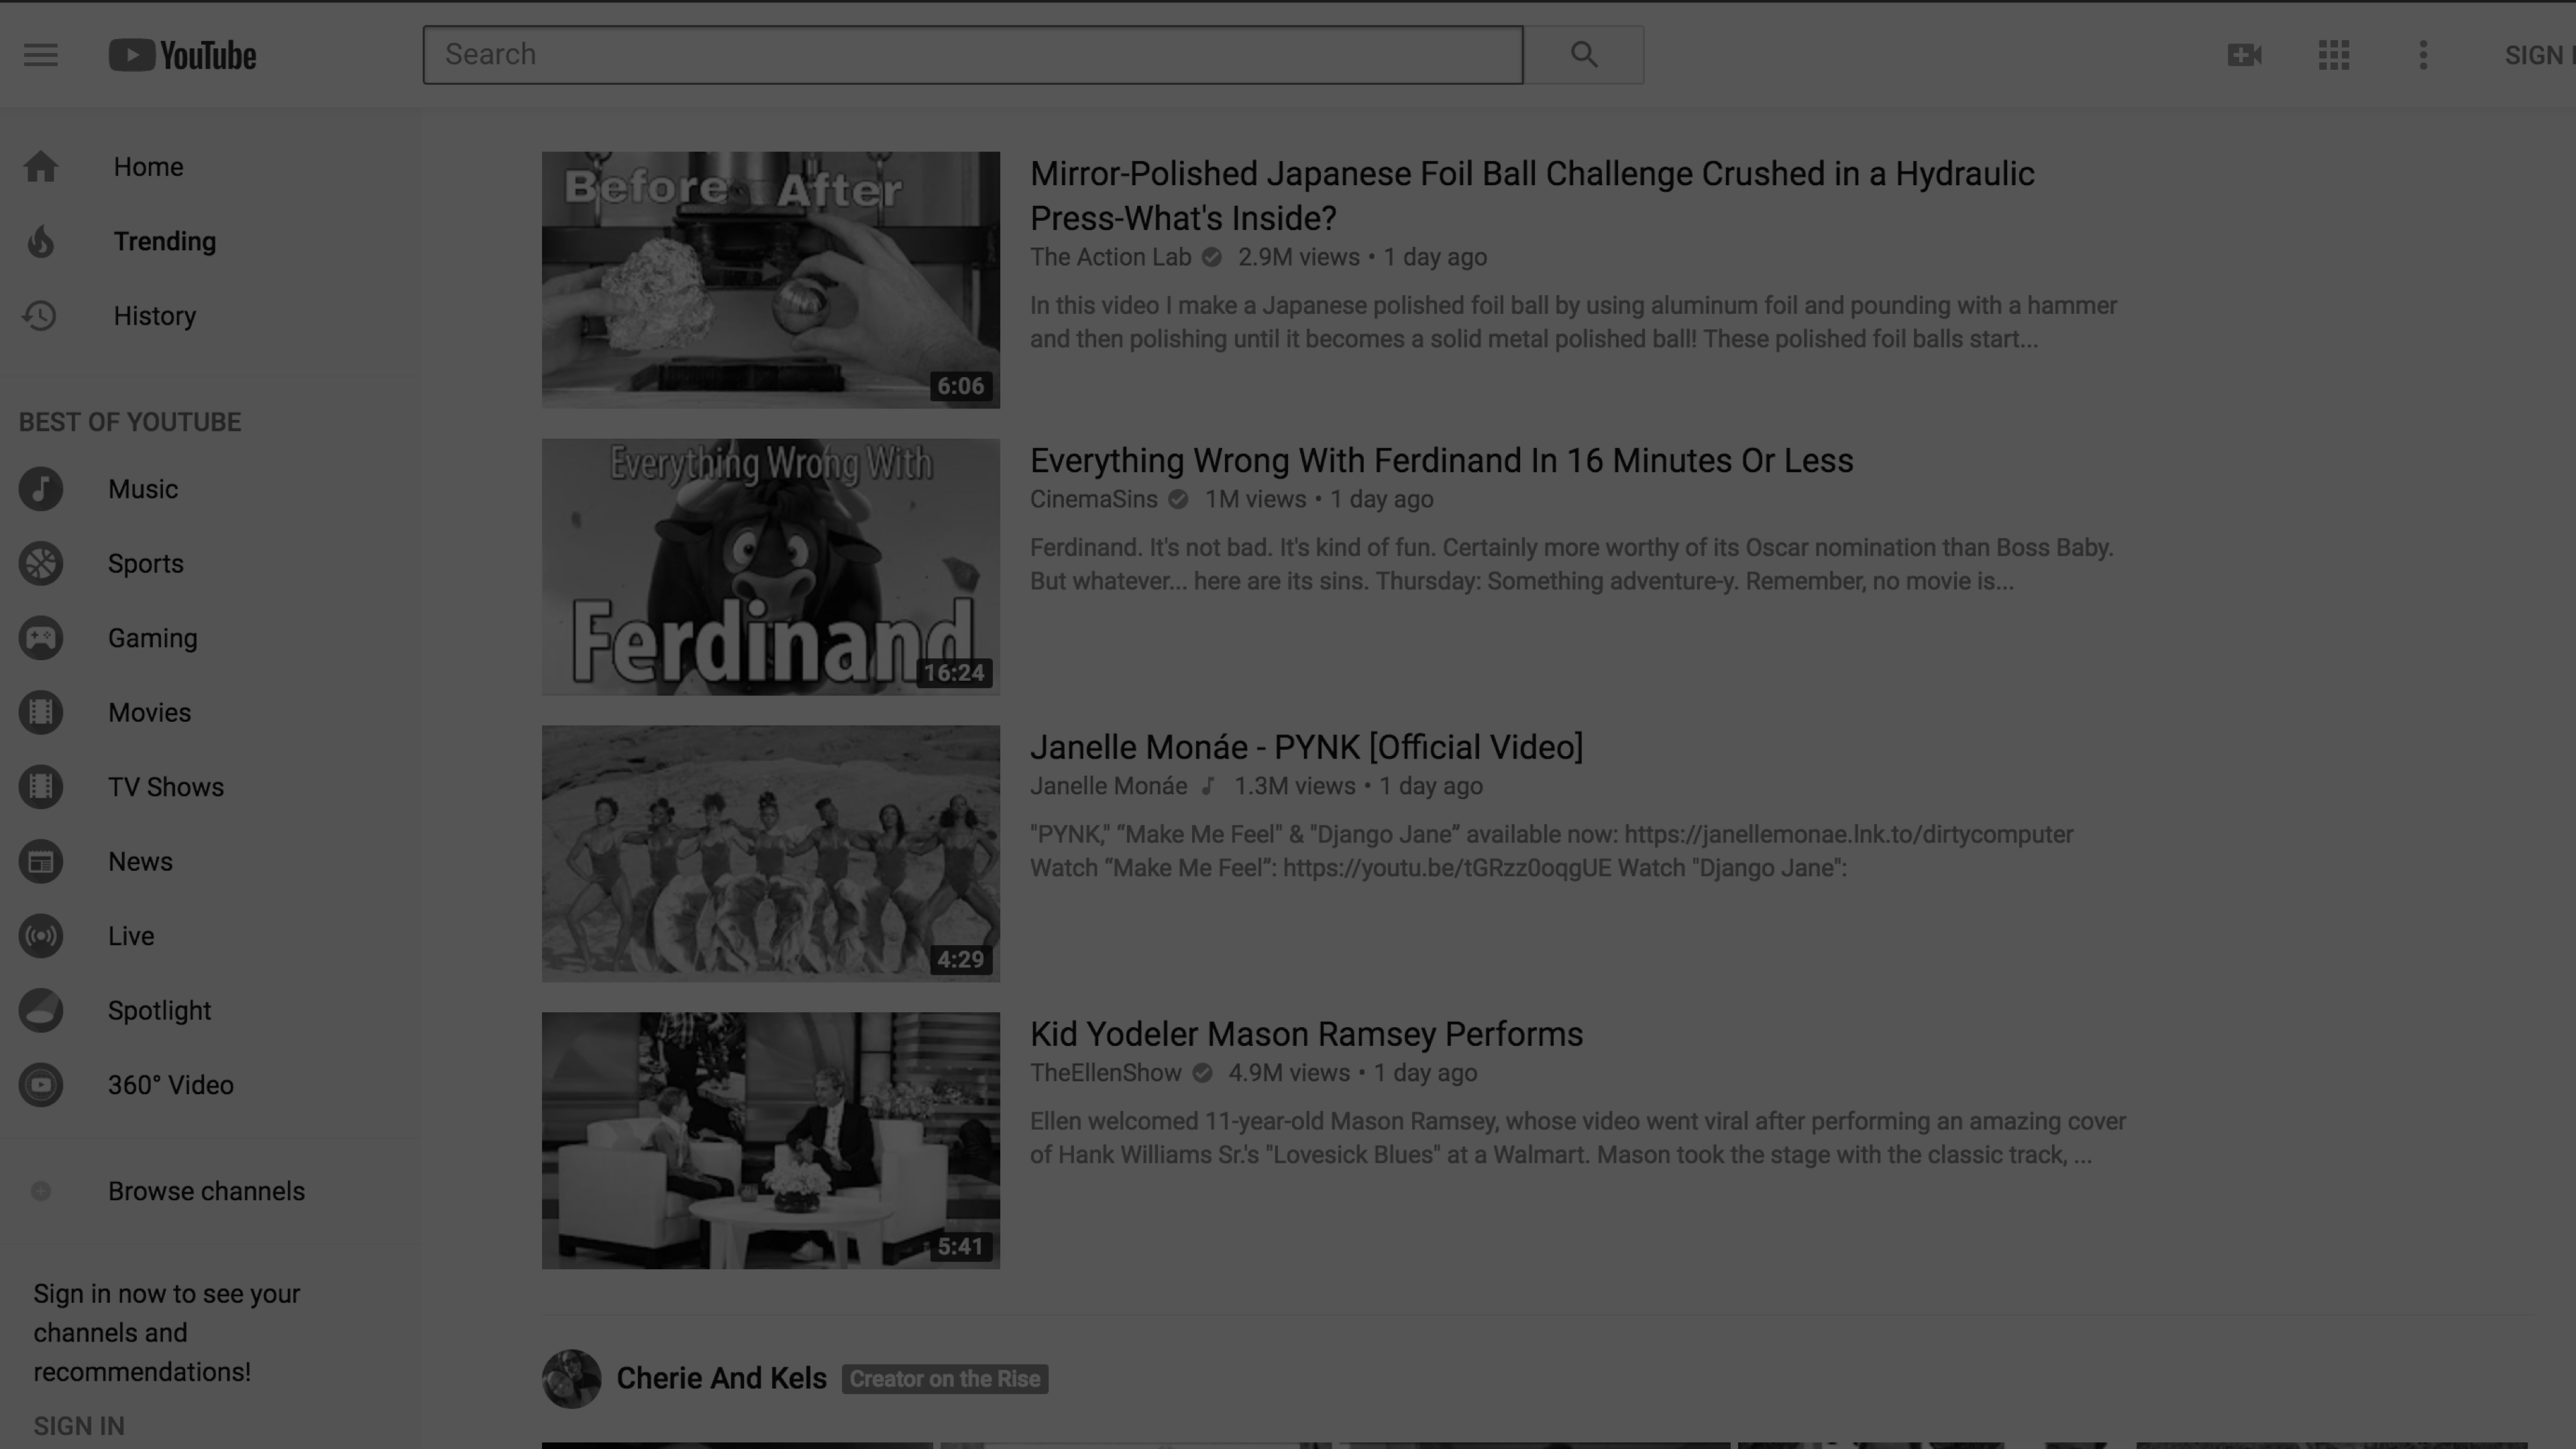 YouTube
Search
SIGN I
Home
Trending
History
BEST OF YOUTUBE
Music
Sports
Gaming
Movies
TV Shows
News
Live
Spotlight
360° Video
Browse channels
Sign in now to see your
channels and
recommendations!
SIGN IN
Before After
6:06
Mirror-Polished Japanese Foil Ball Challenge Crushed in a Hydraulic
Press-What's Inside?
The Action Lab 2.9M views • 1 day ago
In this video I make a Japanese polished foil ball by using aluminum foil and pounding with a hammer
and then polishing until it becomes a solid metal polished ball! These polished foil balls start...
Everything Wrong With
Ferdinand
16:24
Everything Wrong With Ferdinand In 16 Minutes Or Less
CinemaSins 1M views • 1 day ago
Ferdinand. It's not bad. It's kind of fun. Certainly more worthy of its Oscar nomination than Boss Baby.
But whatever... here are its sins. Thursday: Something adventure-y. Remember, no movie is...
4:29
Janelle Monáe - PYNK [Official Video]
Janelle Monáe 1.3M views • 1 day ago
"PYNK," “Make Me Feel" & "Django Jane” available now: https://janellemonae.lnk.to/dirtycomputer
Watch “Make Me Feel”: https://youtu.be/tGRzz0oqgUE Watch "Django Jane":
5:41
Kid Yodeler Mason Ramsey Performs
TheEllenShow 4.9M views • 1 day ago
Ellen welcomed 11-year-old Mason Ramsey, whose video went viral after performing an amazing cover
of Hank Williams Sr.'s "Lovesick Blues" at a Walmart. Mason took the stage with the classic track, ...
Cherie And Kels Creator on the Rise